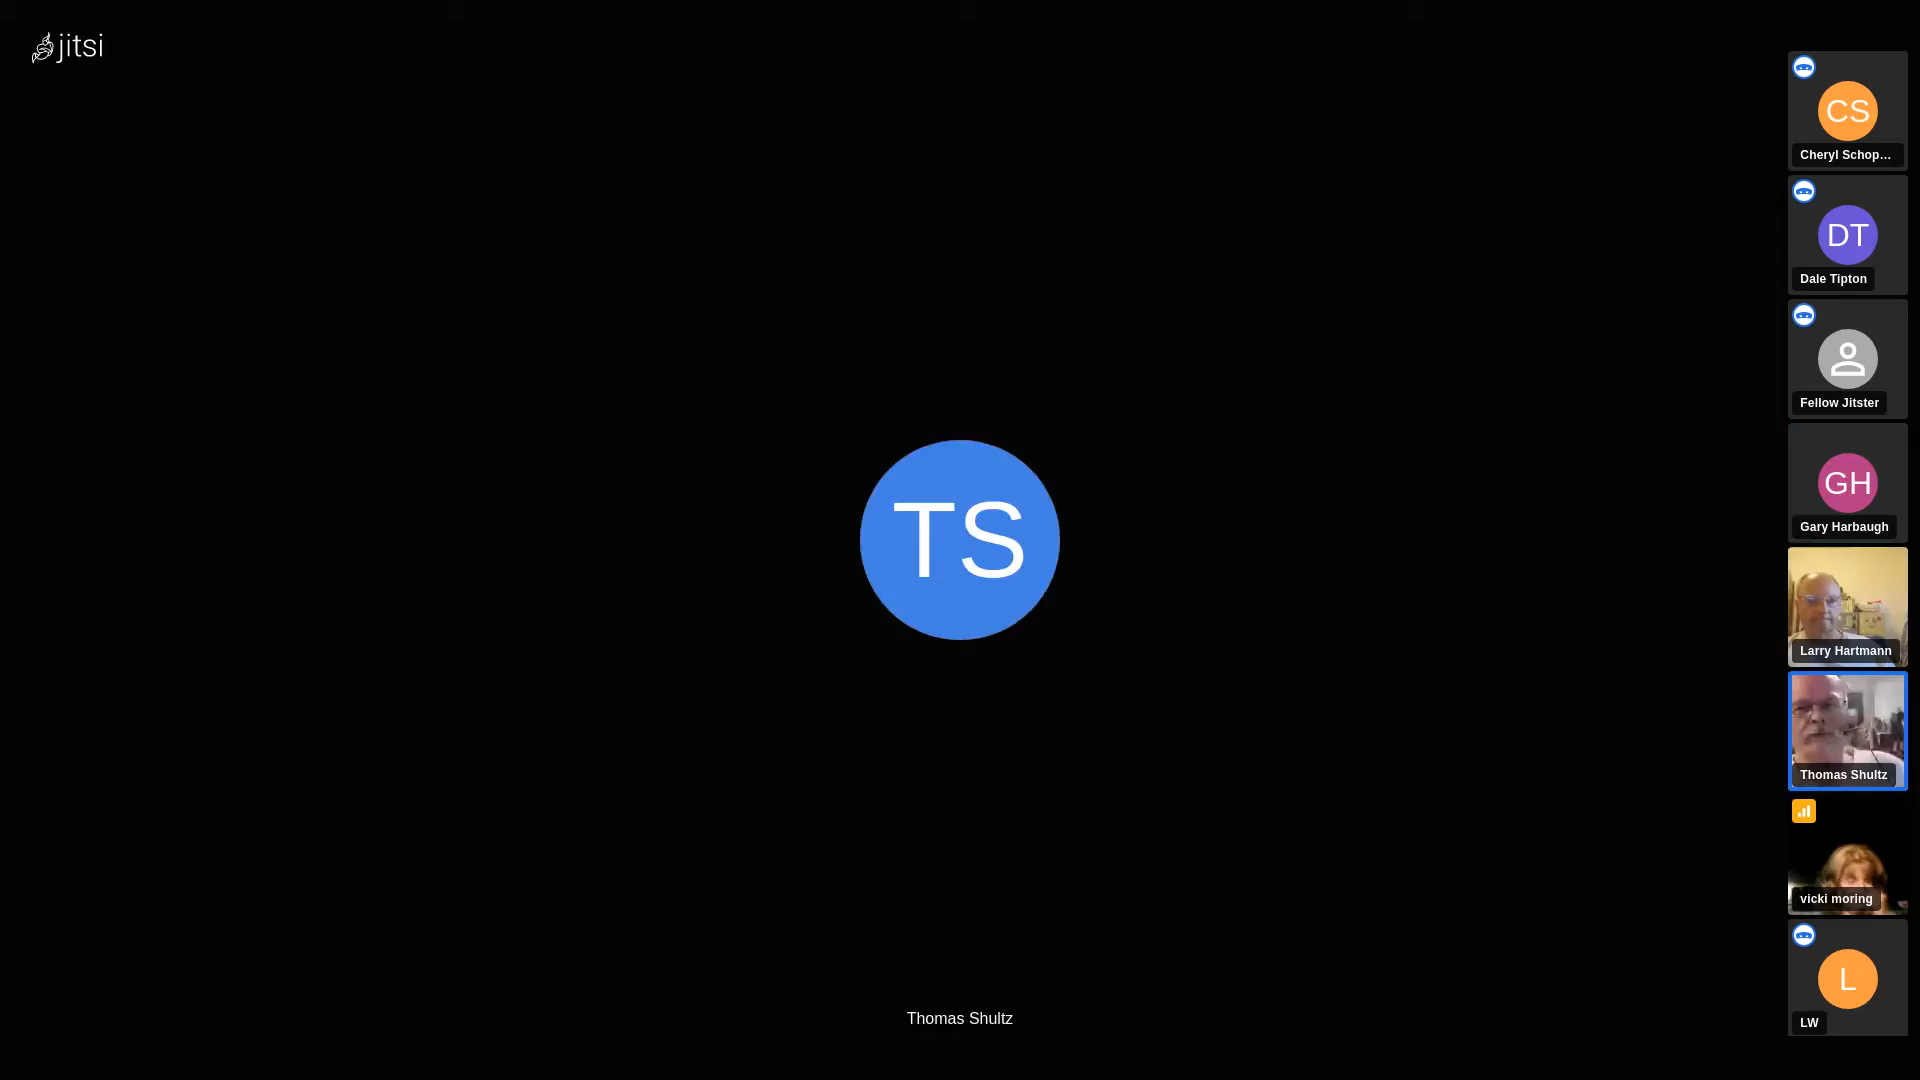 jitsi
CS
Cheryl Schop...
DT
Dale Tipton
Fellow Jitster
GH
Gary Harbaugh
Larry Hartmann
Thomas Shultz
vicki moring
L
LW
TS
Thomas Shultz